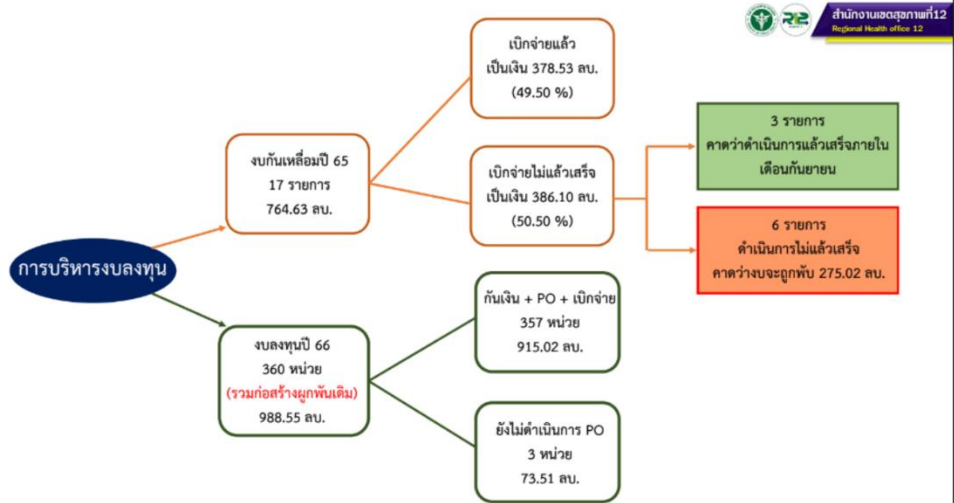 สำนักงานเขตสุขภาพที่12
Regional Health office 12
การบริหารงบลงทุน
งบกันเหลื่อมปี 65
17 รายการ
764.63 ลบ.
เบิกจ่ายแล้ว
เป็นเงิน 378.53 ลบ.
(49.50 %)
เบิกจ่ายไม่แล้วเสร็จ
เป็นเงิน 386.10 ลบ.
(50.50 %)
3 รายการ
คาดว่าดำเนินการแล้วเสร็จภายใน
เดือนกันยายน
6 รายการ
ดำเนินการไม่แล้วเสร็จ
คาดว่างบจะถูกพับ 275.02 ลบ.
งบลงทุนปี 66
360 หน่วย
(รวมก่อสร้างผูกพันเดิม)
988.55 ลบ.
กันเงิน + PO + เบิกจ่าย
357 หน่วย
915.02 ลบ.
ยังไม่ดำเนินการ PO
3 หน่วย
73.51 ลบ.